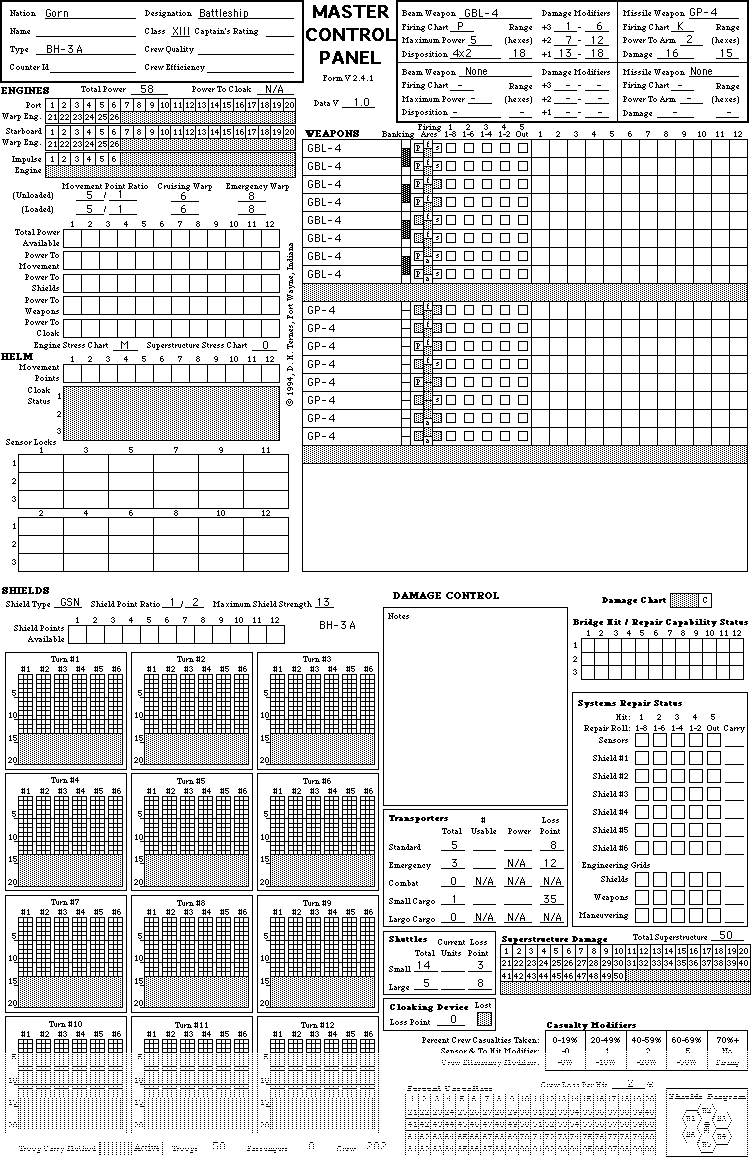 Nation Gorn Designation Battleship
Name Class XIII Captain's Rating
Type BH-3 A Crew Quality
Counter Id Crew Efficiency
MASTER
CONTROL
PANEL
Form V 2.4.1
Data V 1.0
Beam Weapon GBL-4 Damage Modifiers
Firing Chart P +3 1 - 6 Range
Maximum Power 5 +2 7 - 12 (hexes)
Disposition 4x2 +1 13 - 18 18
Missile Weapon GP-4
Firing Chart K Range
Power To Arm 2 (hexes)
Damage 16 15
Beam Weapon None Damage Modifiers
Firing Chart - +3 - - - Range
Maximum Power - +2 - - - (hexes)
Disposition - +1 - - - -
Missile Weapon None
Firing Chart - Range
Power To Arm - (hexes)
Damage - -
ENGINES Total Power 58 Power To Cloak N/A
Port 1 2 3 4 5 6 7 8 9 10 11 12 13 14 15 16 17 18 19 20
Warp Eng. 21 22 23 24 25 26
Starboard 1 2 3 4 5 6 7 8 9 10 11 12 13 14 15 16 17 18 19 20
Warp Eng. 21 22 23 24 25 26
Impulse 1 2 3 4 5 6
Engine
Movement Point Ratio Cruising Warp Emergency Warp
(Unloaded) 5 / 1 6 8
(Loaded) 5 / 1 6 8
1 2 3 4 5 6 7 8 9 10 11 12
Total Power Available
Power To Movement
Power To Shields
Power To Weapons
Power To Cloak
Engine Stress Chart M Superstructure Stress Chart O
HELM
1 2 3 4 5 6 7 8 9 10 11 12
Movement Points
Cloak Status 1
2
3
Sensor Locks
1 3 5 7 9 11
1
2
3
2 4 6 8 10 12
1
2
3
© 1994, D. H. Ternes, Fort Wayne, Indiana
WEAPONS Banking Firing Arcs 1 1-8 2 1-6 3 1-4 4 1-2 5 Out 1 2 3 4 5 6 7 8 9 10 11 12
GBL-4 p f s
GBL-4
GBL-4 p f s
GBL-4
GBL-4
GBL-4
GBL-4
GBL-4
GP-4
GP-4
GP-4
GP-4
GP-4
GP-4
GP-4
GP-4
SHIELDS
Shield Type GSN Shield Point Ratio 1 / 2 Maximum Shield Strength 13
1 2 3 4 5 6 7 8 9 10 11 12
Shield Points Available
BH-3 A
Turn #1 Turn #2 Turn #3
#1 #2 #3 #4 #5 #6 #1 #2 #3 #4 #5 #6 #1 #2 #3 #4 #5 #6
5
10
15
20
Turn #4 Turn #5 Turn #6
#1 #2 #3 #4 #5 #6 #1 #2 #3 #4 #5 #6 #1 #2 #3 #4 #5 #6
5
10
15
20
Turn #7 Turn #8 Turn #9
#1 #2 #3 #4 #5 #6 #1 #2 #3 #4 #5 #6 #1 #2 #3 #4 #5 #6
5
10
15
20
Turn #10 Turn #11 Turn #12
#1 #2 #3 #4 #5 #6 #1 #2 #3 #4 #5 #6 #1 #2 #3 #4 #5 #6
DAMAGE CONTROL
Notes
Damage Chart C
Bridge Hit / Repair Capability Status
1 2 3 4 5 6 7 8 9 10 11 12
1
2
3
Systems Repair Status
Hit: 1 2 3 4 5
Repair Roll: 1-8 1-6 1-4 1-2 Out Carry
Sensors
Shield #1
Shield #2
Shield #3
Shield #4
Shield #5
Shield #6
Engineering Grids
Shields
Weapons
Maneuvering
Transporters Total # Usable Power Loss Point
Standard 5 8
Emergency 3 N/A 12
Combat 0 N/A N/A N/A
Small Cargo 1 35
Large Cargo 0 N/A N/A N/A
Shuttles Total Current Units Loss Point
Small 14 3
Large 5 8
Superstructure Damage Total Superstructure 50
1 2 3 4 5 6 7 8 9 10 11 12 13 14 15 16 17 18 19 20
21 22 23 24 25 26 27 28 29 30 31 32 33 34 35 36 37 38 39 40
41 42 43 44 45 46 47 48 49 50
Cloaking Device Lost
Loss Point 0
Casualty Modifiers
Percent Crew Casualties Taken: 0-19% 20-49% 40-59% 60-69% 70%+
Sensor & To Hit Modifier:
Shields Diagram